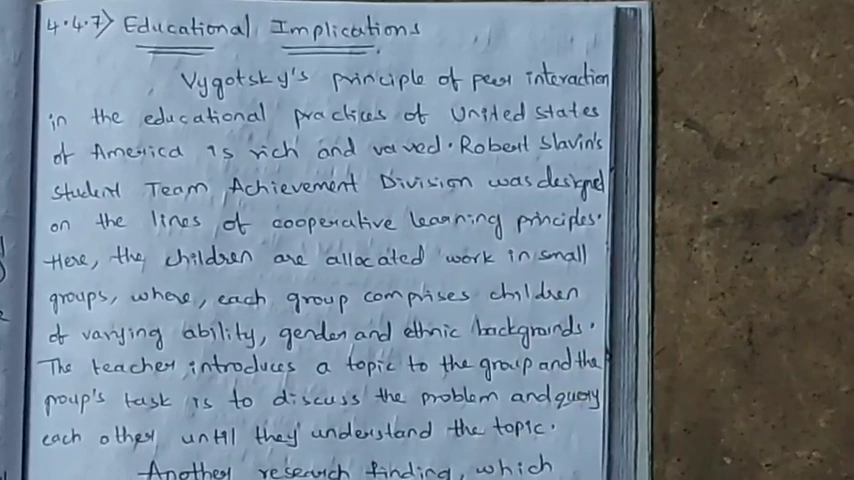 4.4.7) Educational Implications
Vygotsky's principle of peer interaction
in the educational practices of United States
of America is rich and vaved. Robert Slavin's
Student Team Achievement Division was designed
on the lines of cooperative learning principles.
Here, the children are allocated work in small
groups, where, each group comprises children
of varying ability, gender and ethnic backgrounds.
The teacher introduces a topic to the group and the
group's task is to discuss the problem and query
each other until they understand the topic.
Another research finding, which